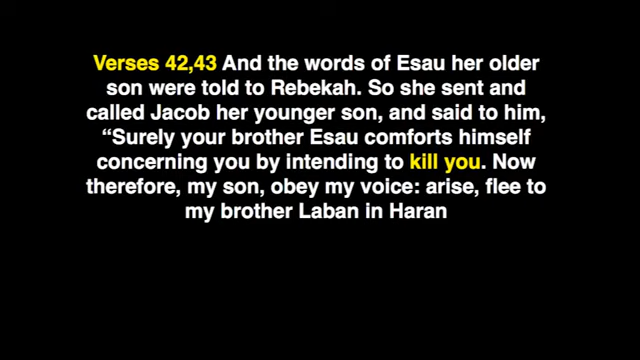 Verses 42,43 And the words of Esau her older
son were told to Rebekah. So she sent and
called Jacob her younger son, and said to him,
“Surely your brother Esau comforts himself
concerning you by intending to kill you. Now
therefore, my son, obey my voice: arise, flee to
my brother Laban in Haran